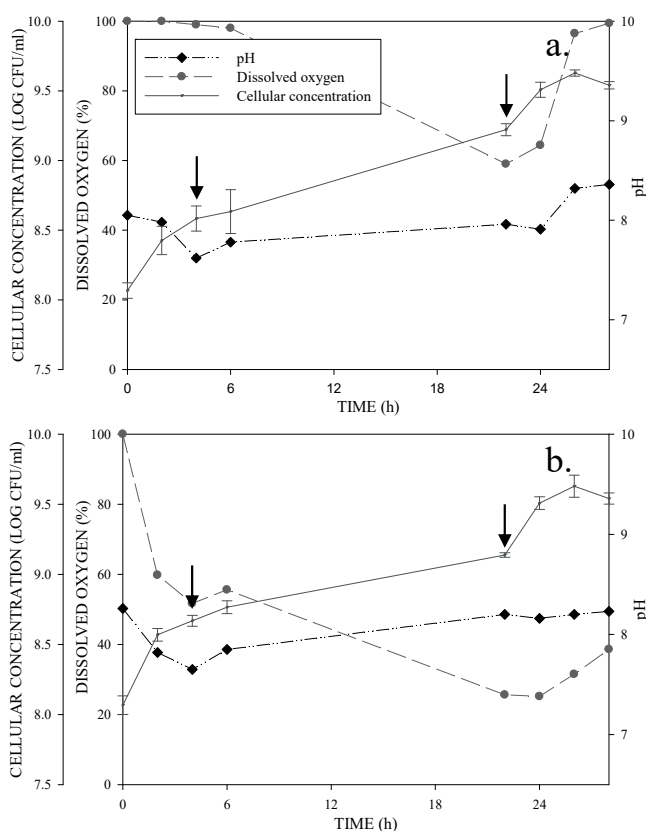 a.
pH
Dissolved oxygen
Cellular concentration
CELLULAR CONCENTRATION (LOG CFU/ml)
10.0
9.5
9.0
8.5
8.0
7.5
DISSOLVED OXYGEN (%)
100
80
60
40
20
0
pH
10
9
8
7
0 6 12 18 24
TIME (h)
b.
CELLULAR CONCENTRATION (LOG CFU/ml)
10.0
9.5
9.0
8.5
8.0
7.5
DISSOLVED OXYGEN (%)
100
80
60
40
20
0
pH
10
9
8
7
0 6 12 18 24
TIME (h)